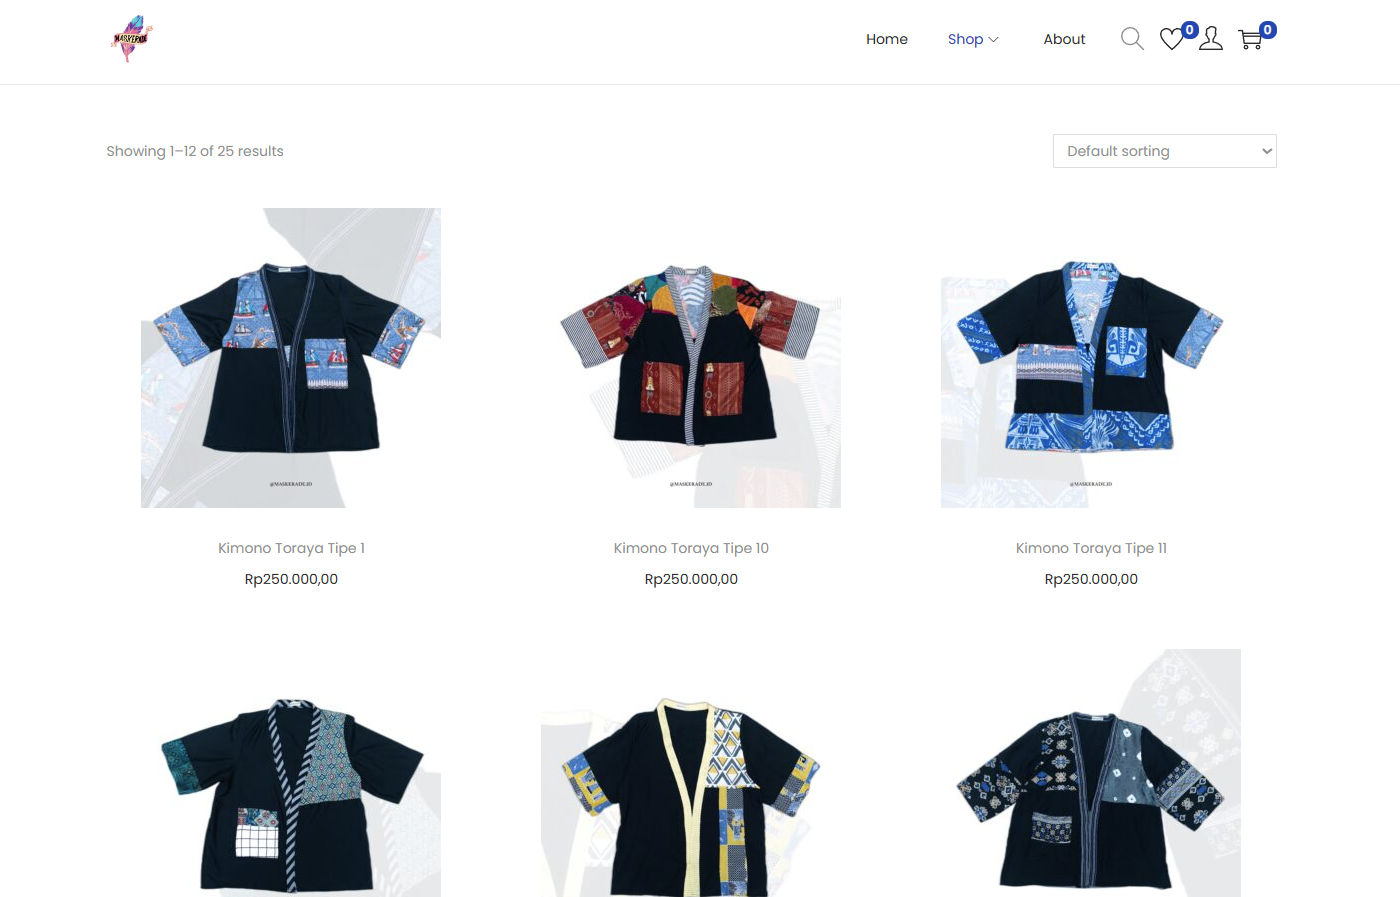 MASKERADE
Home
Shop
About
0
0
Showing 1–12 of 25 results
Default sorting
@MASKERADE.ID
@MASKERADE.ID
@MASKERADE.ID
Kimono Toraya Tipe 1
Kimono Toraya Tipe 10
Kimono Toraya Tipe 11
Rp250.000,00
Rp250.000,00
Rp250.000,00